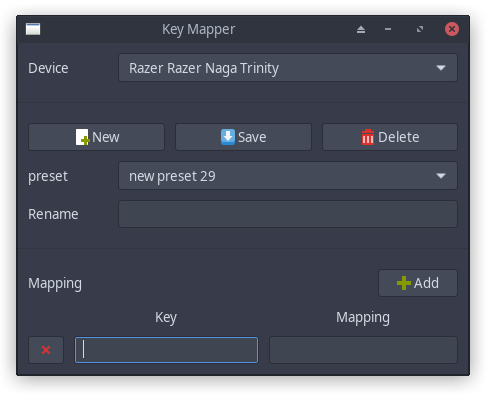 Key Mapper
Device Razer Razer Naga Trinity
New Save Delete
preset new preset 29
Rename
Mapping Add
Key Mapping